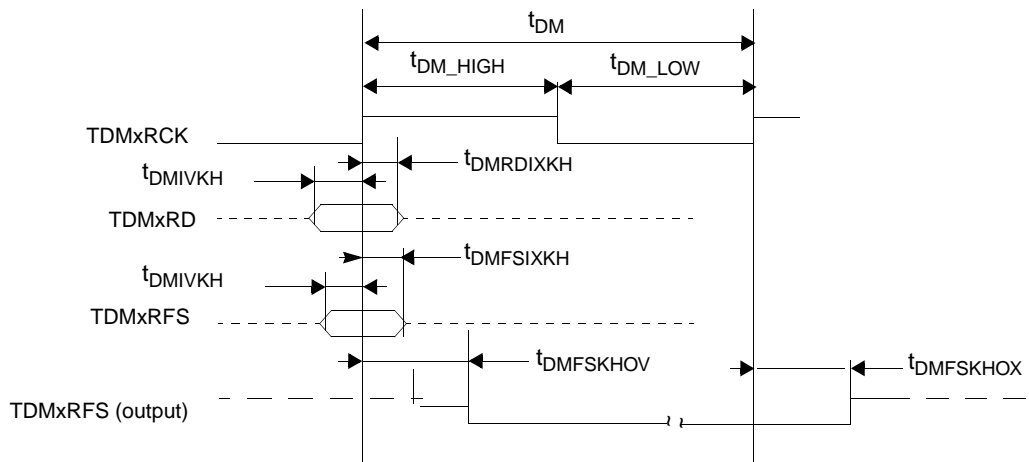 tDM
tDM_HIGH
tDM_LOW
TDMxRCK
tDMRDIXKH
tDMIVKH
TDMxRD
tDMFSIXKH
tDMIVKH
TDMxRFS
tDMFSKHOV
tDMFSKHOX
TDMxRFS (output)
~ ~